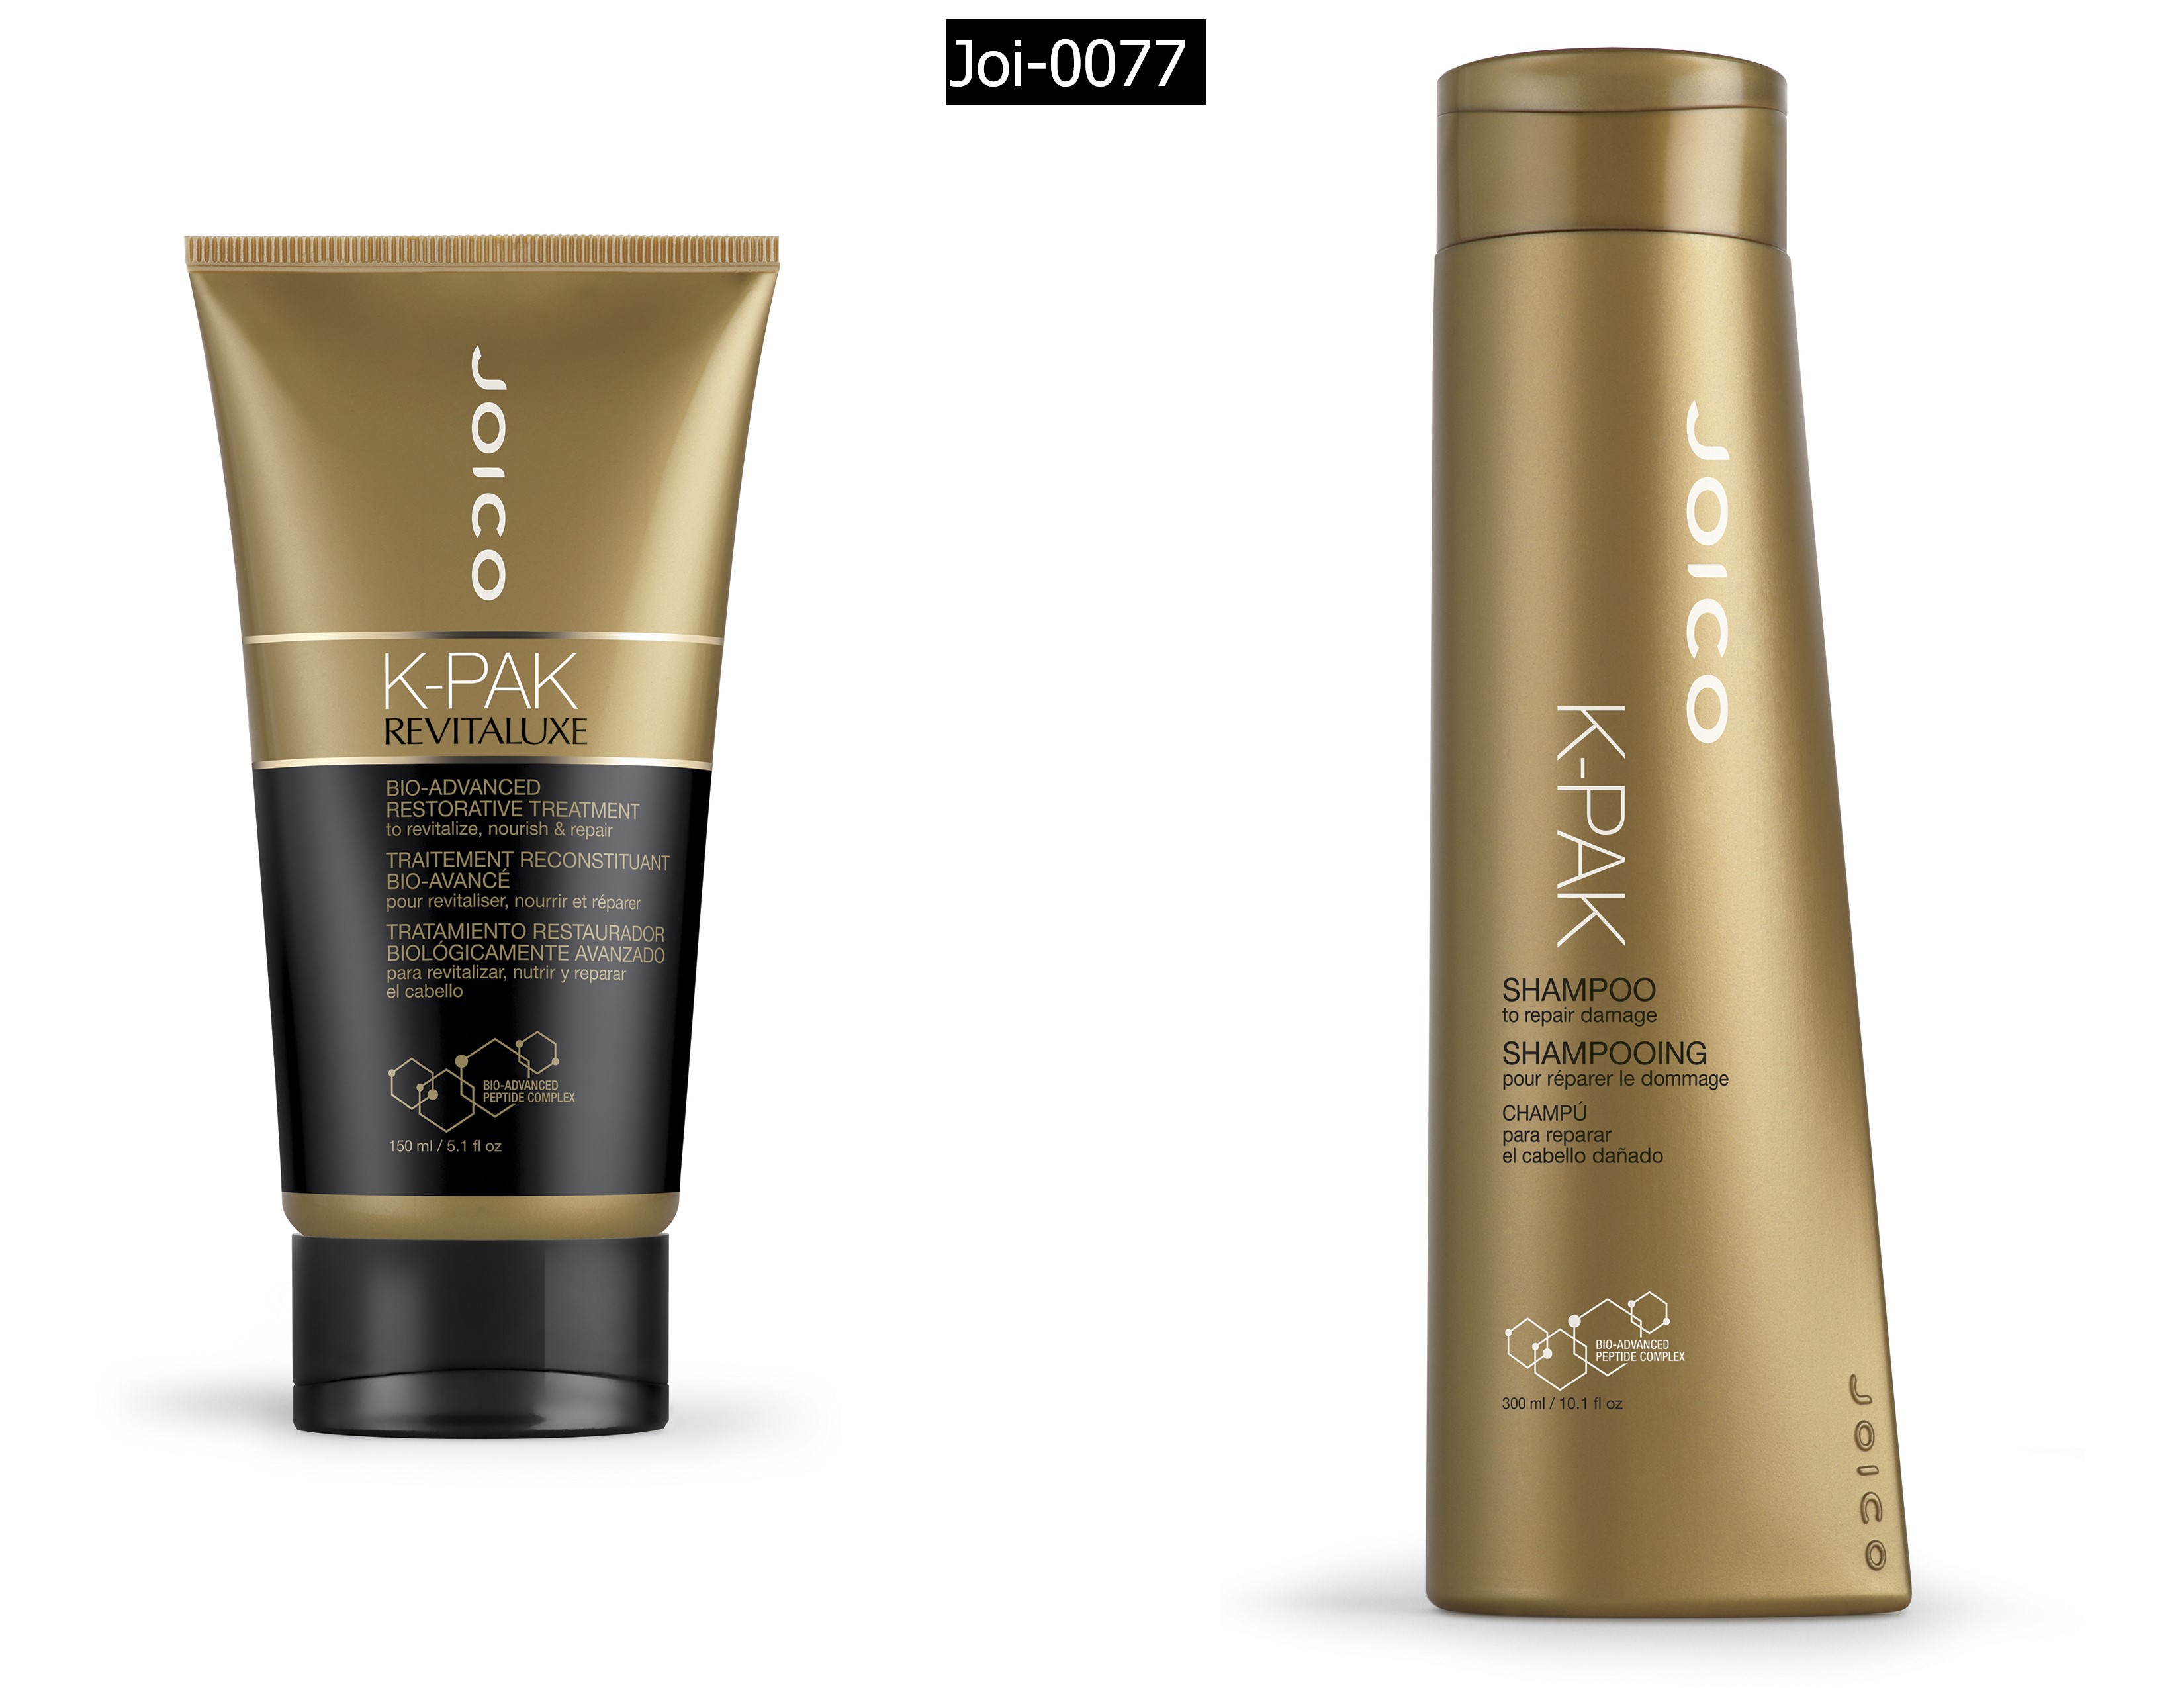 Joi-0077
JOICO
K-PAK
REVITALUXE
BIO-ADVANCED
RESTORATIVE TREATMENT
to revitalize, nourish & repair
TRAITEMENT RECONSTITUANT
BIO-AVANCÉ
pour revitaliser, nourrir et réparer
TRATAMIENTO RESTAURADOR
BIOLÓGICAMENTE AVANZADO
para revitalizar, nutrir y reparar
el cabello
BIO-ADVANCED
PEPTIDE COMPLEX
150 ml / 5.1 fl oz
JOICO
K-PAK
SHAMPOO
to repair damage
SHAMPOOING
pour réparer le dommage
CHAMPÚ
para reparar
el cabello dañado
BIO-ADVANCED
PEPTIDE COMPLEX
300 ml / 10.1 fl oz
JOICO